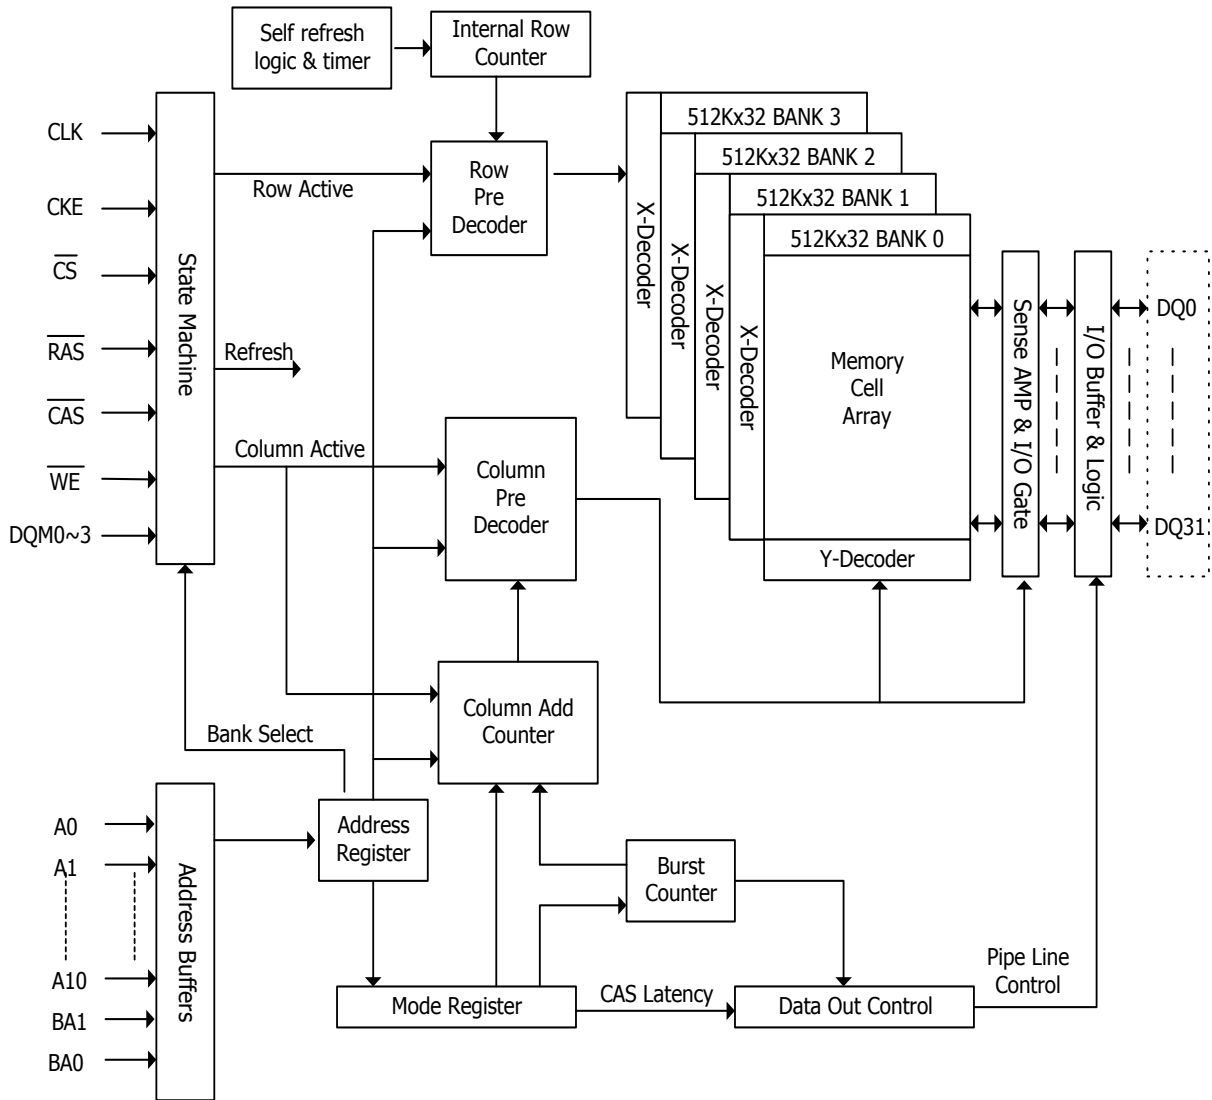 Self refresh
logic & timer
Internal Row
Counter
CLK
CKE
CS
RAS
CAS
WE
DQM0~3
State Machine
Row Active
Refresh
Column Active
Row
Pre
Decoder
Column
Pre
Decoder
Column Add
Counter
Bank Select
512Kx32 BANK 3
512Kx32 BANK 2
512Kx32 BANK 1
512Kx32 BANK 0
X-Decoder
X-Decoder
X-Decoder
X-Decoder
Memory
Cell
Array
Y-Decoder
Sense AMP & I/O Gate
I/O Buffer & Logic
DQ0
DQ31
A0
A1
A10
BA1
BA0
Address Buffers
Address
Register
Burst
Counter
Mode Register
CAS Latency
Data Out Control
Pipe Line
Control